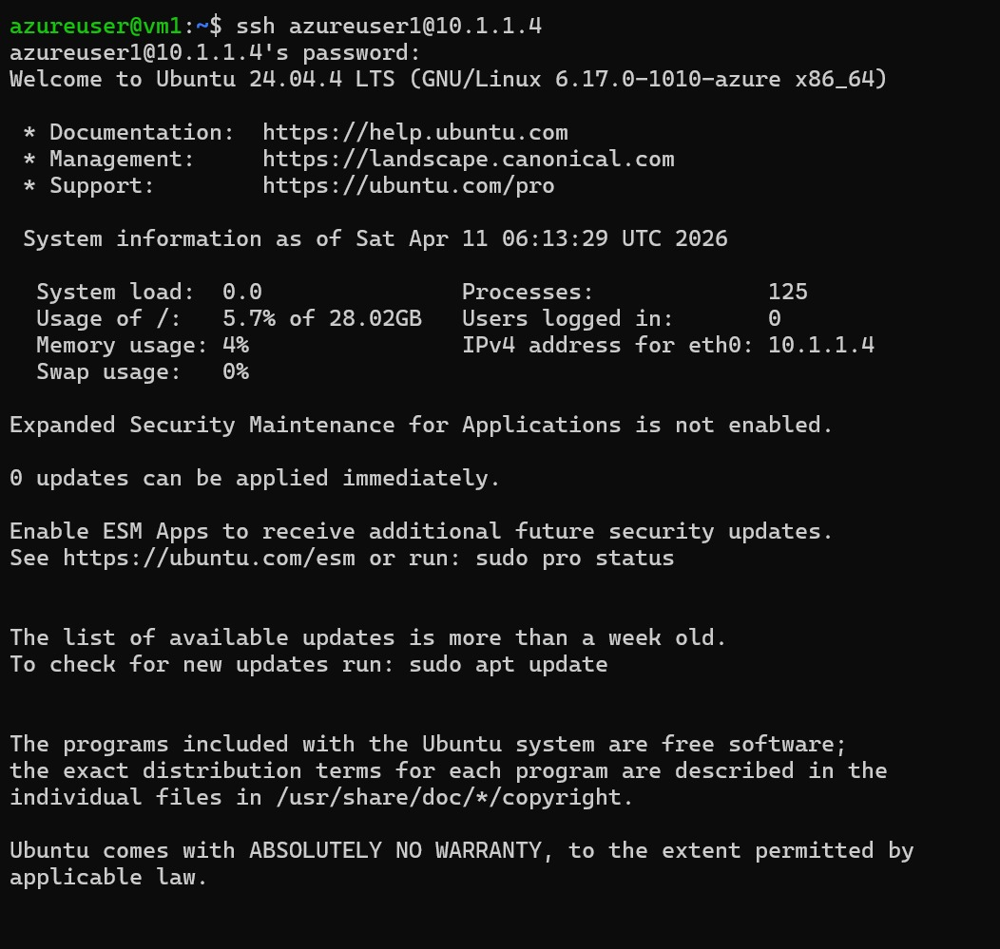 azureuser@vm1:~$ ssh azureuser1@10.1.1.4
azureuser1@10.1.1.4's password:
Welcome to Ubuntu 24.04.4 LTS (GNU/Linux 6.17.0-1010-azure x86_64)

 * Documentation:  https://help.ubuntu.com
 * Management:     https://landscape.canonical.com
 * Support:        https://ubuntu.com/pro

 System information as of Sat Apr 11 06:13:29 UTC 2026

  System load:  0.0               Processes:             125
  Usage of /:   5.7% of 28.02GB   Users logged in:       0
  Memory usage: 4%                IPv4 address for eth0: 10.1.1.4
  Swap usage:   0%

Expanded Security Maintenance for Applications is not enabled.

0 updates can be applied immediately.

Enable ESM Apps to receive additional future security updates.
See https://ubuntu.com/esm or run: sudo pro status


The list of available updates is more than a week old.
To check for new updates run: sudo apt update


The programs included with the Ubuntu system are free software;
the exact distribution terms for each program are described in the
individual files in /usr/share/doc/*/copyright.

Ubuntu comes with ABSOLUTELY NO WARRANTY, to the extent permitted by
applicable law.